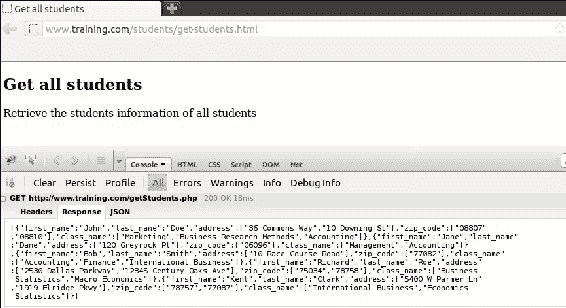 Get all students
www.training.com/students/get-students.html
Get all students
Retrieve the students information of all students
Console HTML CSS Script DOM Net
Clear Persist Profile All Errors Warnings Info Debug Info
GET http://www.training.com/getStudents.php 200 OK 18ms
Headers Response JSON
[{"first_name":"John","last_name":"Doe","address":["35 Commons Way","10 Downing St"],"zip_code":["08807"
,"08810"],"class_name":["Marketing","Business Research Methods","Accounting"]},{"first_name":"Jane","last_name"
:"Dane","address":["120 Greyrock Pl"],"zip_code":["06096"],"class_name":["Management","Accounting"]}
,{"first_name":"Bob","last_name":"Smith","address":["10 Race Course Road"],"zip_code":["77082"],"class_name"
:["Accounting","Finance","International Business"]},{"first_name":"Richard","last_name":"Roe","address"
:["2530 Dallas Parkway","12845 Century Oaks Ave"],"zip_code":["75034","78758"],"class_name":["Business
Statistics","Macro Economics"]},{"first_name":"Kent","last_name":"Clark","address":["5400 W Parmer Ln"
,"1919 Eldridge Pkwy"],"zip_code":["78757","77087"],"class_name":["International Business","Economics
Statistics"]}]